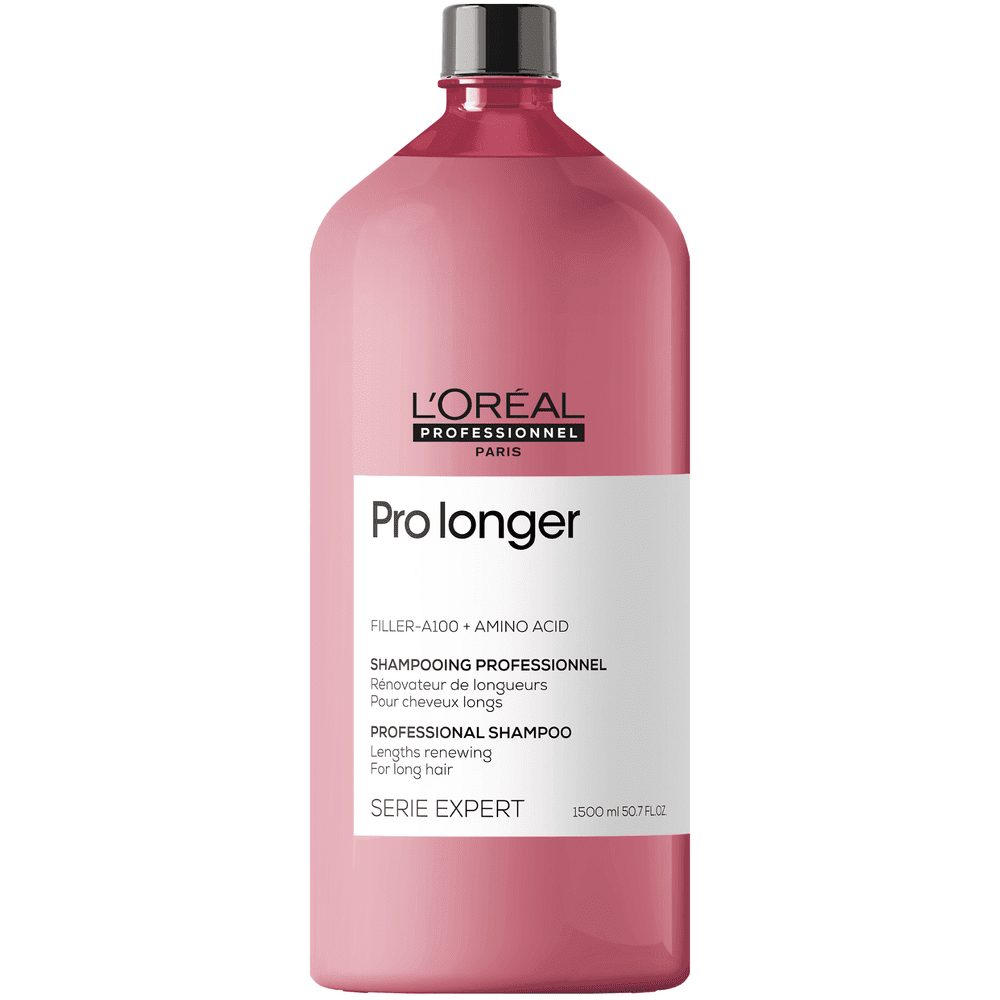 L'ORÉAL
PROFESSIONNEL
PARIS
Pro longer
FILLER-A100 + AMINO ACID
SHAMPOOING PROFESSIONNEL
Rénovateur de longueurs
Pour cheveux longs
PROFESSIONAL SHAMPOO
Lengths renewing
For long hair
SERIE EXPERT 1500 ml 50.7 FL.OZ.